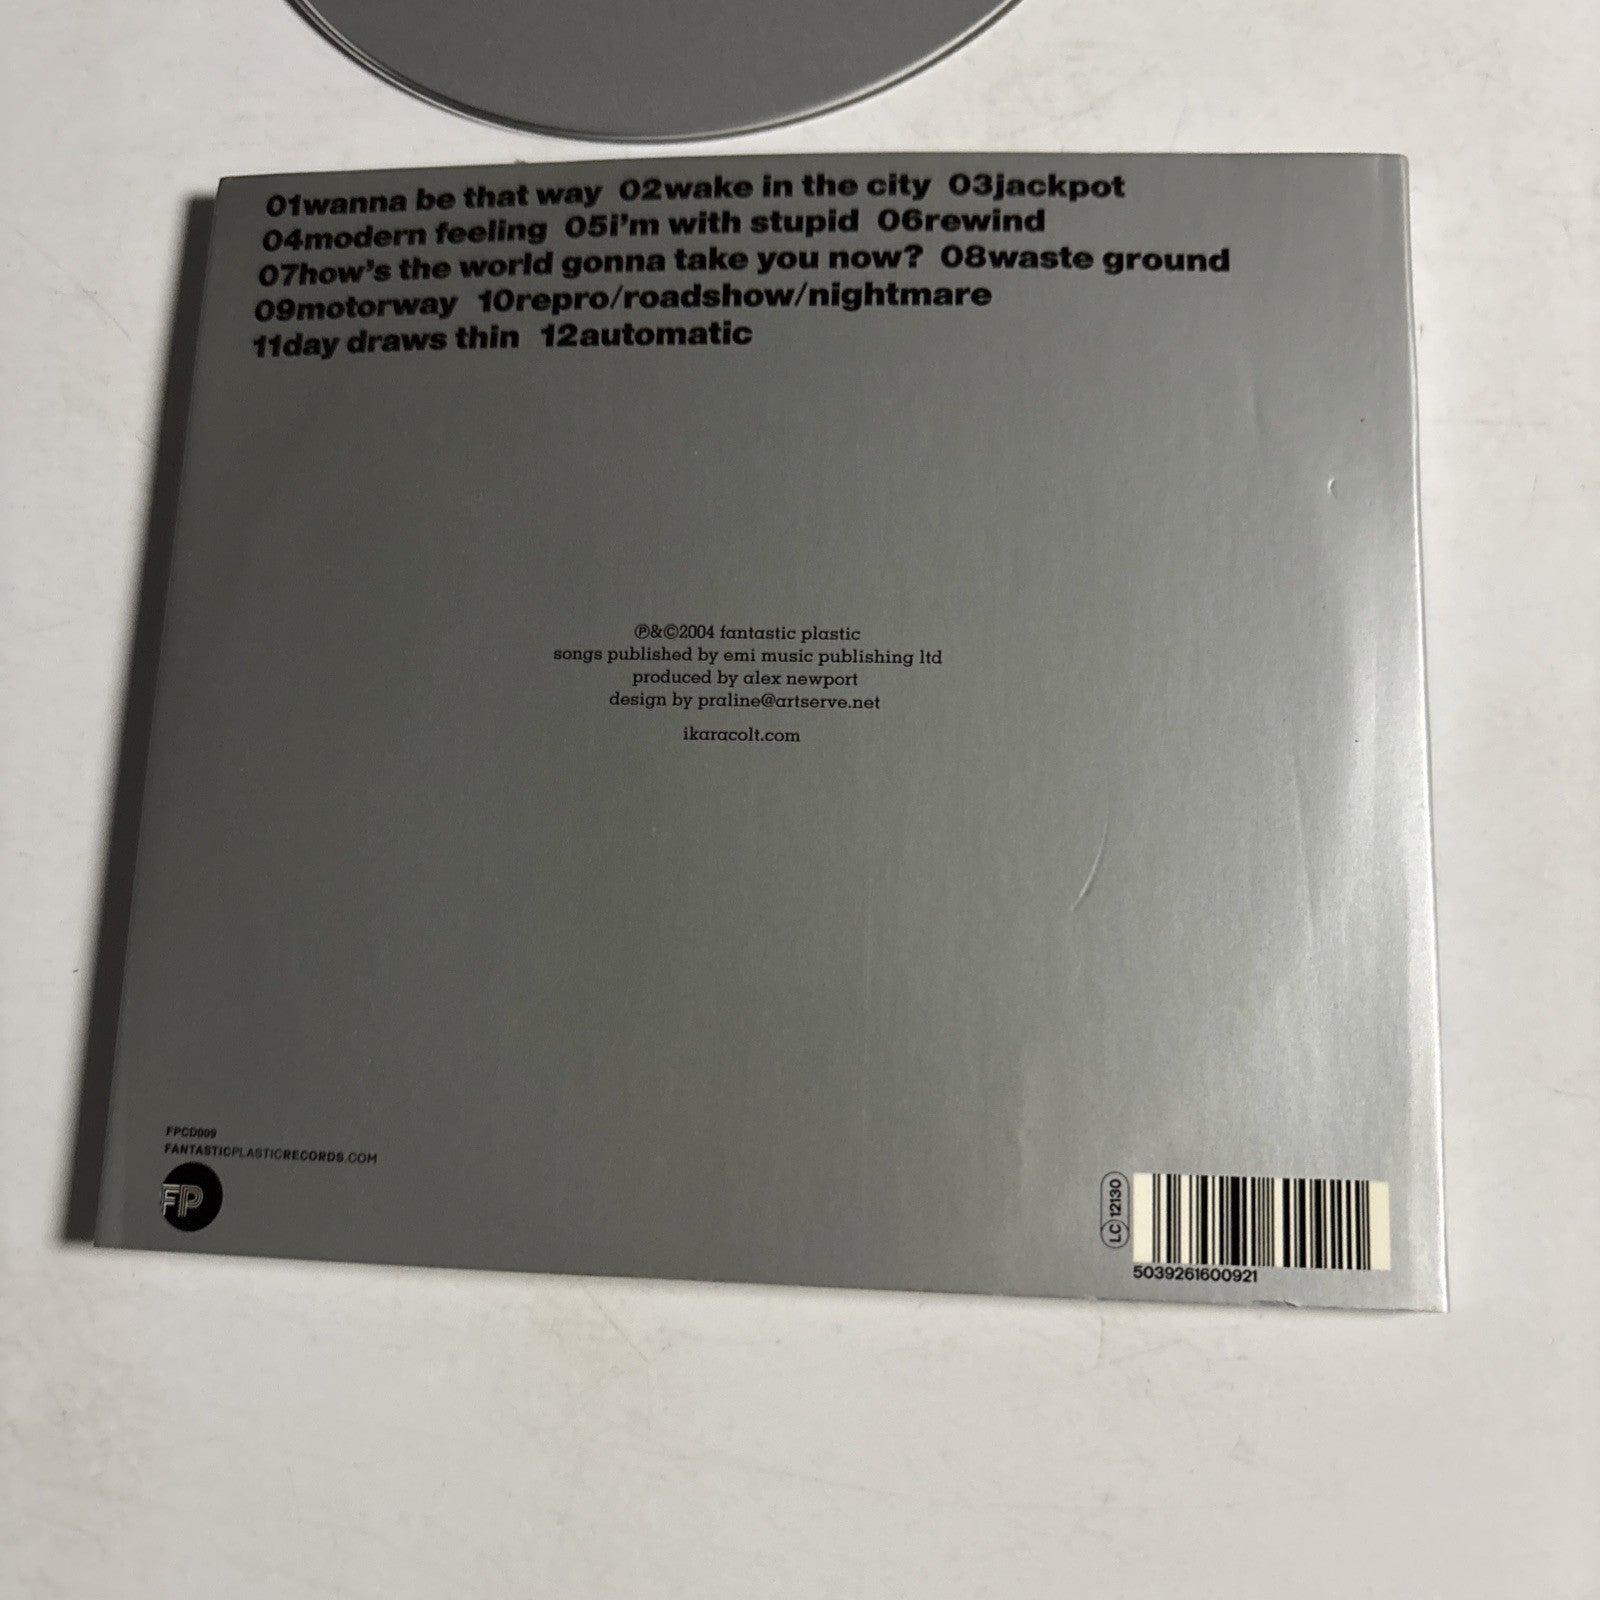 01wanna be that way 02wake in the city 03jackpot
04modern feeling 05i'm with stupid 06rewind
07how's the world gonna take you now? 08waste ground
09motorway 10repro/roadshow/nightmare
11day draws thin 12automatic
℗&©2004 fantastic plastic
songs published by emi music publishing ltd
produced by alex newport
design by praline@artserve.net
ikaracolt.com
FPCD009
FANTASTICPLASTICRECORDS.COM
FP
LC 12130
5039261600921